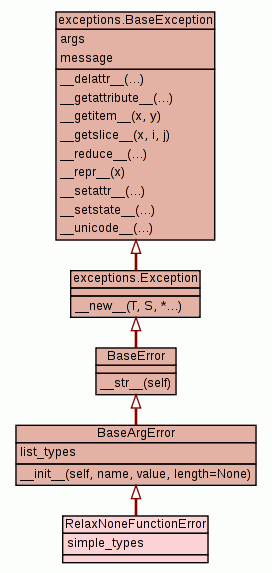 exceptions.BaseException
args
message
__delattr__(...)
__getattribute__(...)
__getitem__(x, y)
__getslice__(x, i, j)
__reduce__(...)
__repr__(x)
__setattr__(...)
__setstate__(...)
__unicode__(...)
exceptions.Exception
__new__(T, S, *...)
BaseError
__str__(self)
BaseArgError
list_types
__init__(self, name, value, length=None)
RelaxNoneFunctionError
simple_types